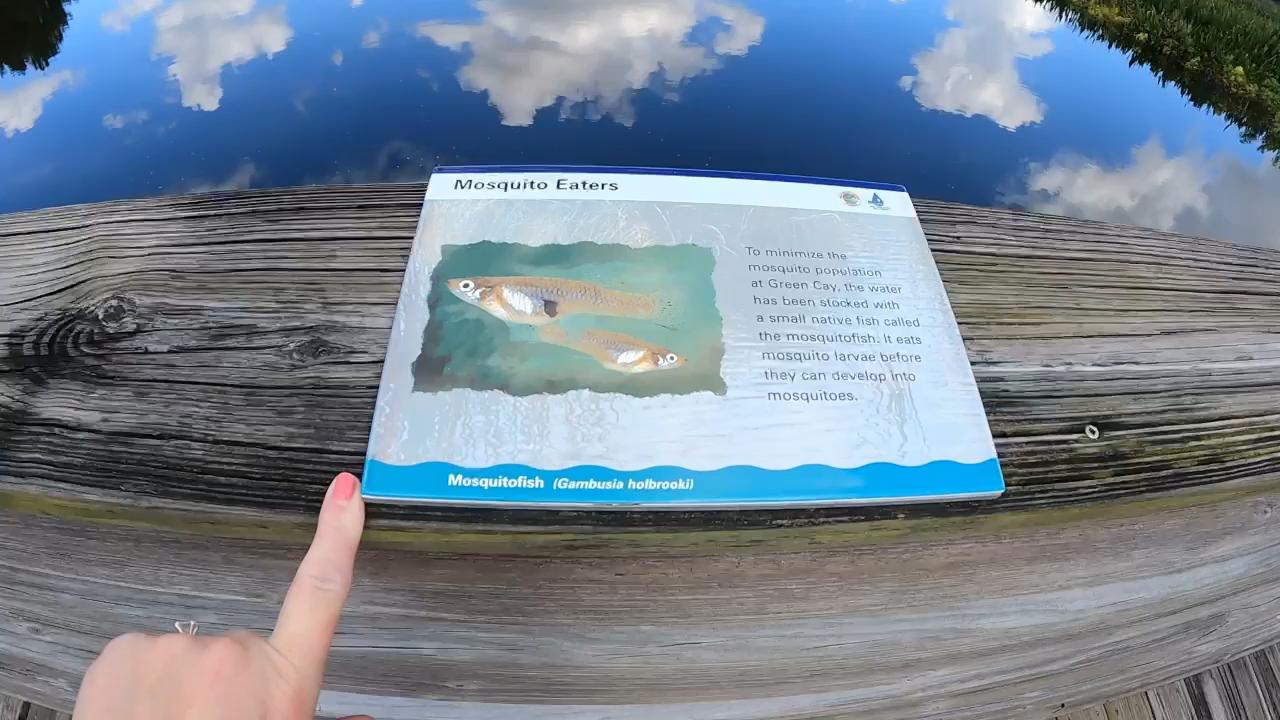 Mosquito Eaters
To minimize the
mosquito population
at Green Cay, the water
has been stocked with
a small native fish called
the mosquitofish. It eats
mosquito larvae before
they can develop into
mosquitoes.
Mosquitofish (Gambusia holbrooki)